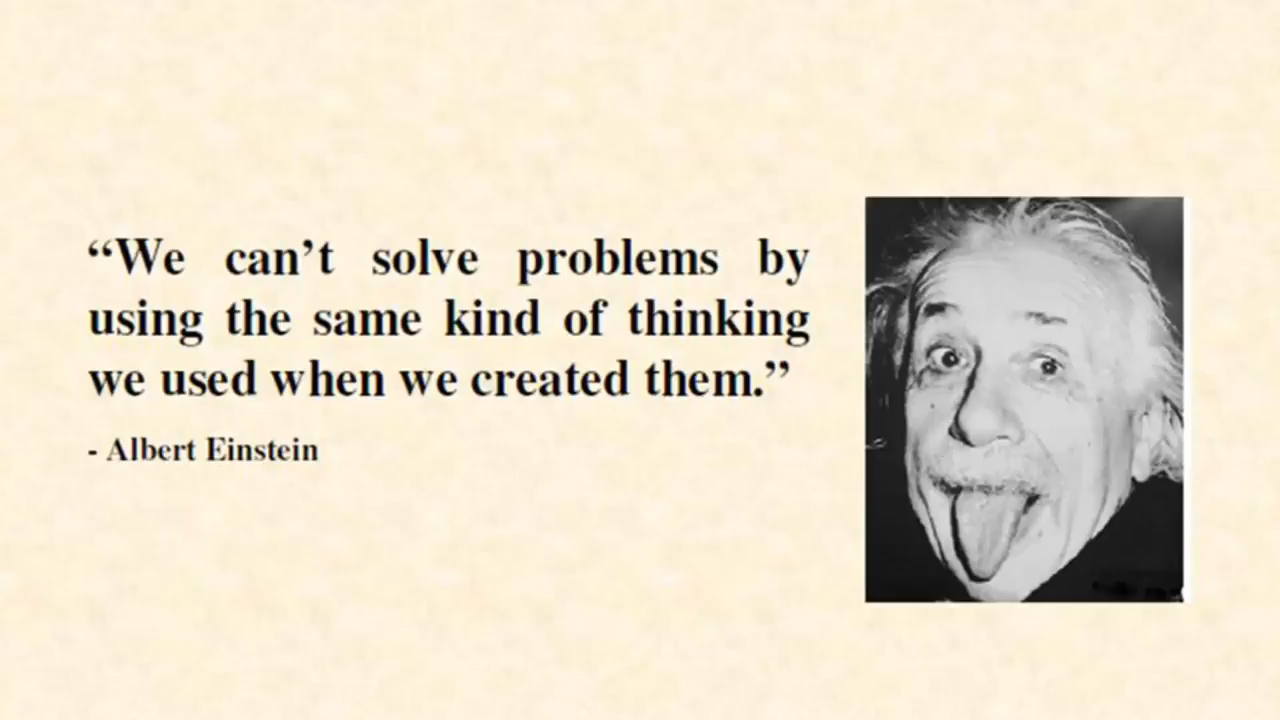 “We can’t solve problems by
using the same kind of thinking
we used when we created them.”
- Albert Einstein